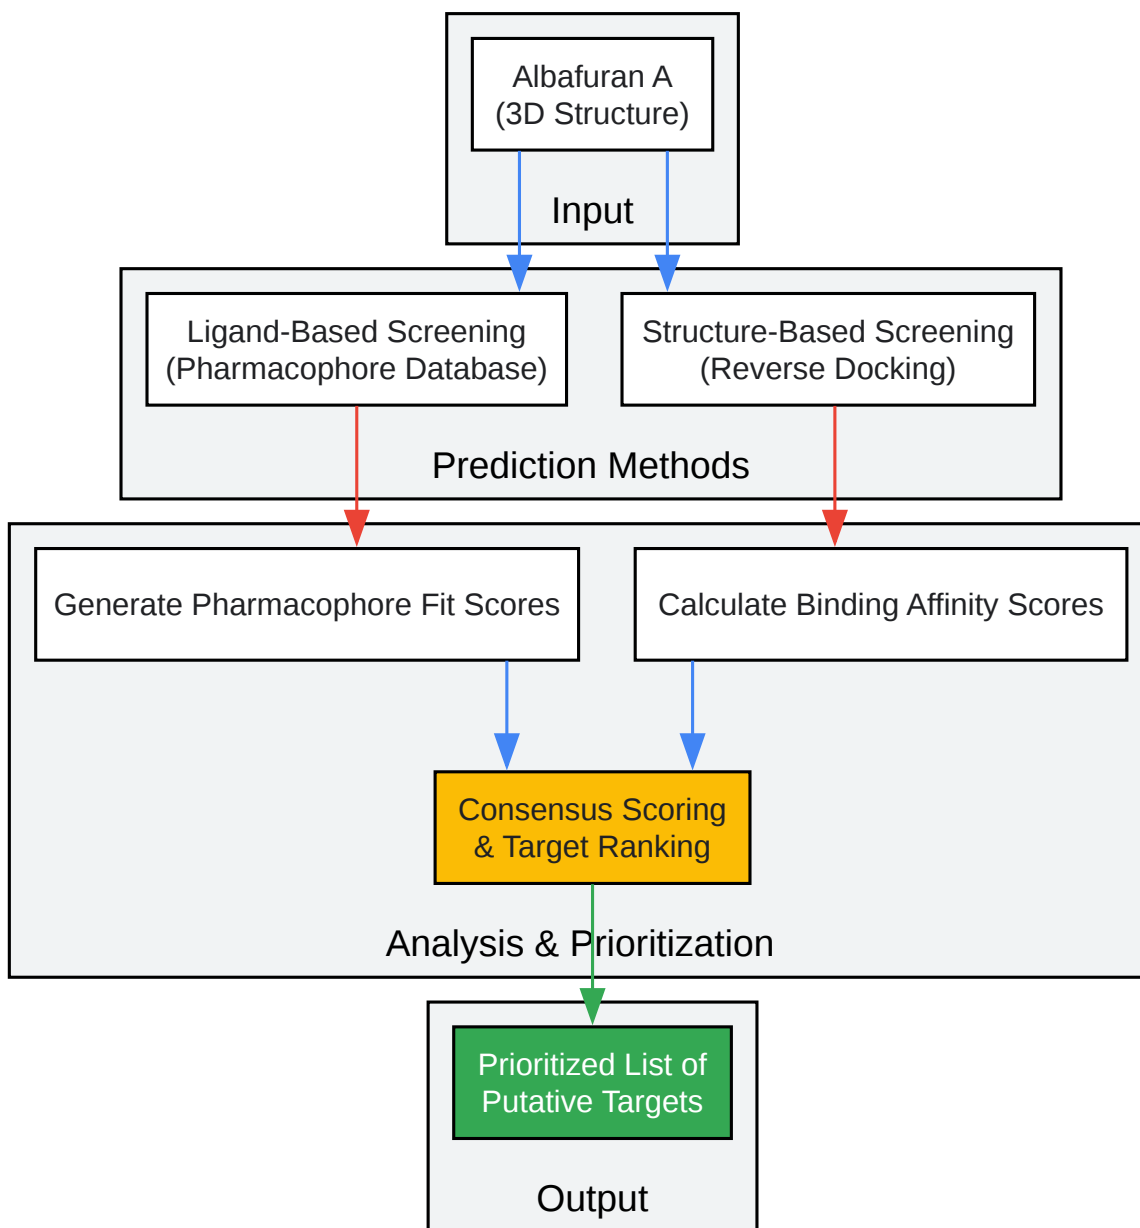 Albafuran A
(3D Structure)
Input
Ligand-Based Screening
(Pharmacophore Database)
Structure-Based Screening
(Reverse Docking)
Prediction Methods
Generate Pharmacophore Fit Scores
Calculate Binding Affinity Scores
Consensus Scoring
& Target Ranking
Analysis & Prioritization
Prioritized List of
Putative Targets
Output